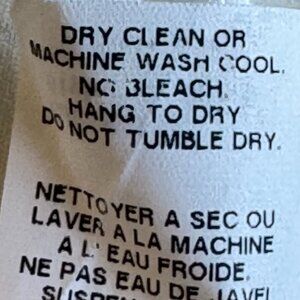 DRY CLEAN OR
MACHINE WASH COOL.
NO BLEACH.
HANG TO DRY
DO NOT TUMBLE DRY.
NETTOYER A SEC OU
LAVER A LA MACHINE
A L'EAU FROIDE.
NE PAS EAU DE JAVEL